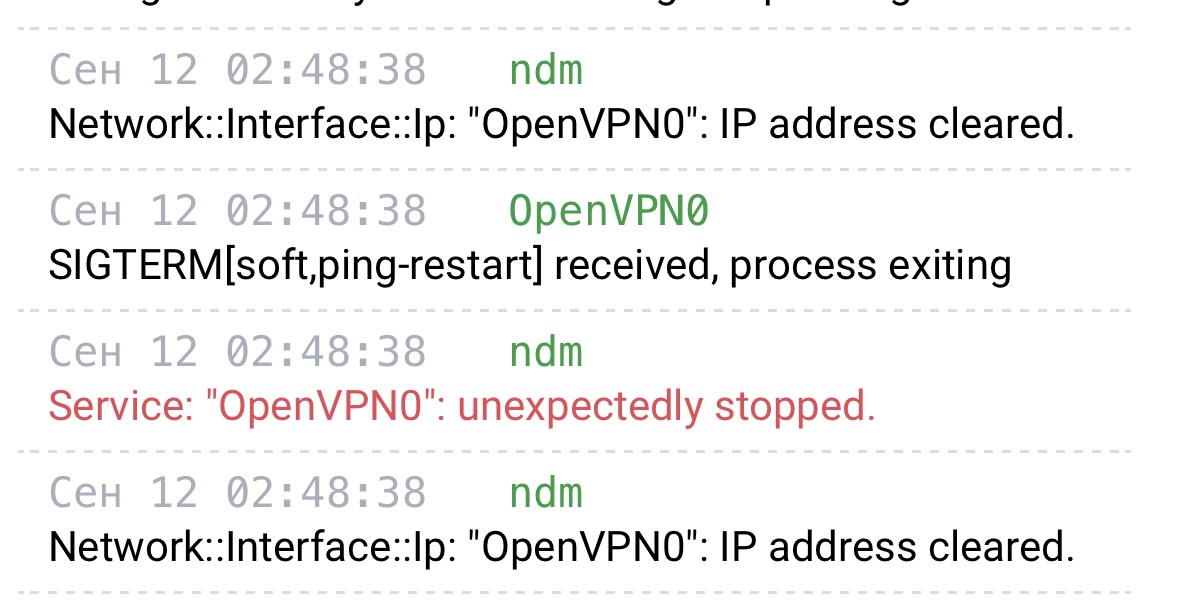 Сен 12 02:48:38 ndm
Network::Interface::Ip: "OpenVPN0": IP address cleared.
Сен 12 02:48:38 OpenVPN0
SIGTERM[soft,ping-restart] received, process exiting
Сен 12 02:48:38 ndm
Service: "OpenVPN0": unexpectedly stopped.
Сен 12 02:48:38 ndm
Network::Interface::Ip: "OpenVPN0": IP address cleared.